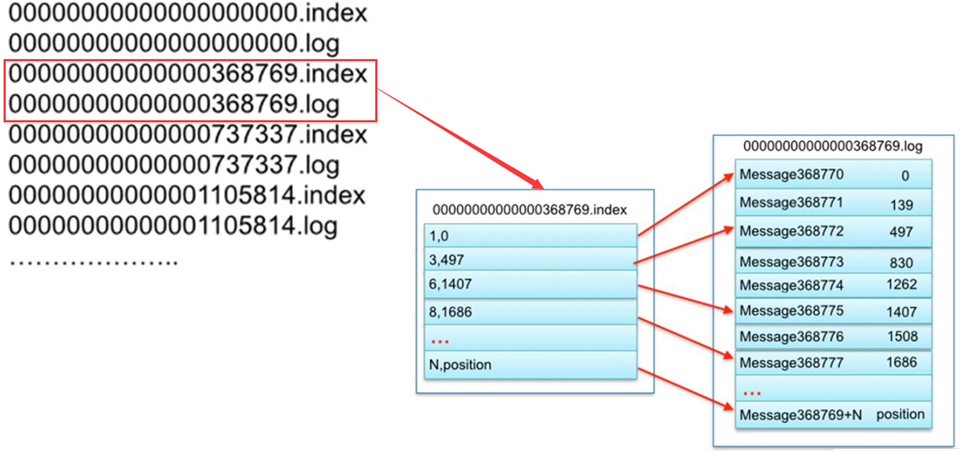 00000000000000000000.index
00000000000000000000.log
00000000000000368769.index
00000000000000368769.log
00000000000000737337.index
00000000000000737337.log
00000000000001105814.index
00000000000001105814.log
………………..
00000000000000368769.index
1,0
3,497
6,1407
8,1686
...
N,position
00000000000000368769.log
Message368770 0
Message368771 139
Message368772 497
Message368773 830
Message368774 1262
Message368775 1407
Message368776 1508
Message368777 1686
...
Message368769+N position